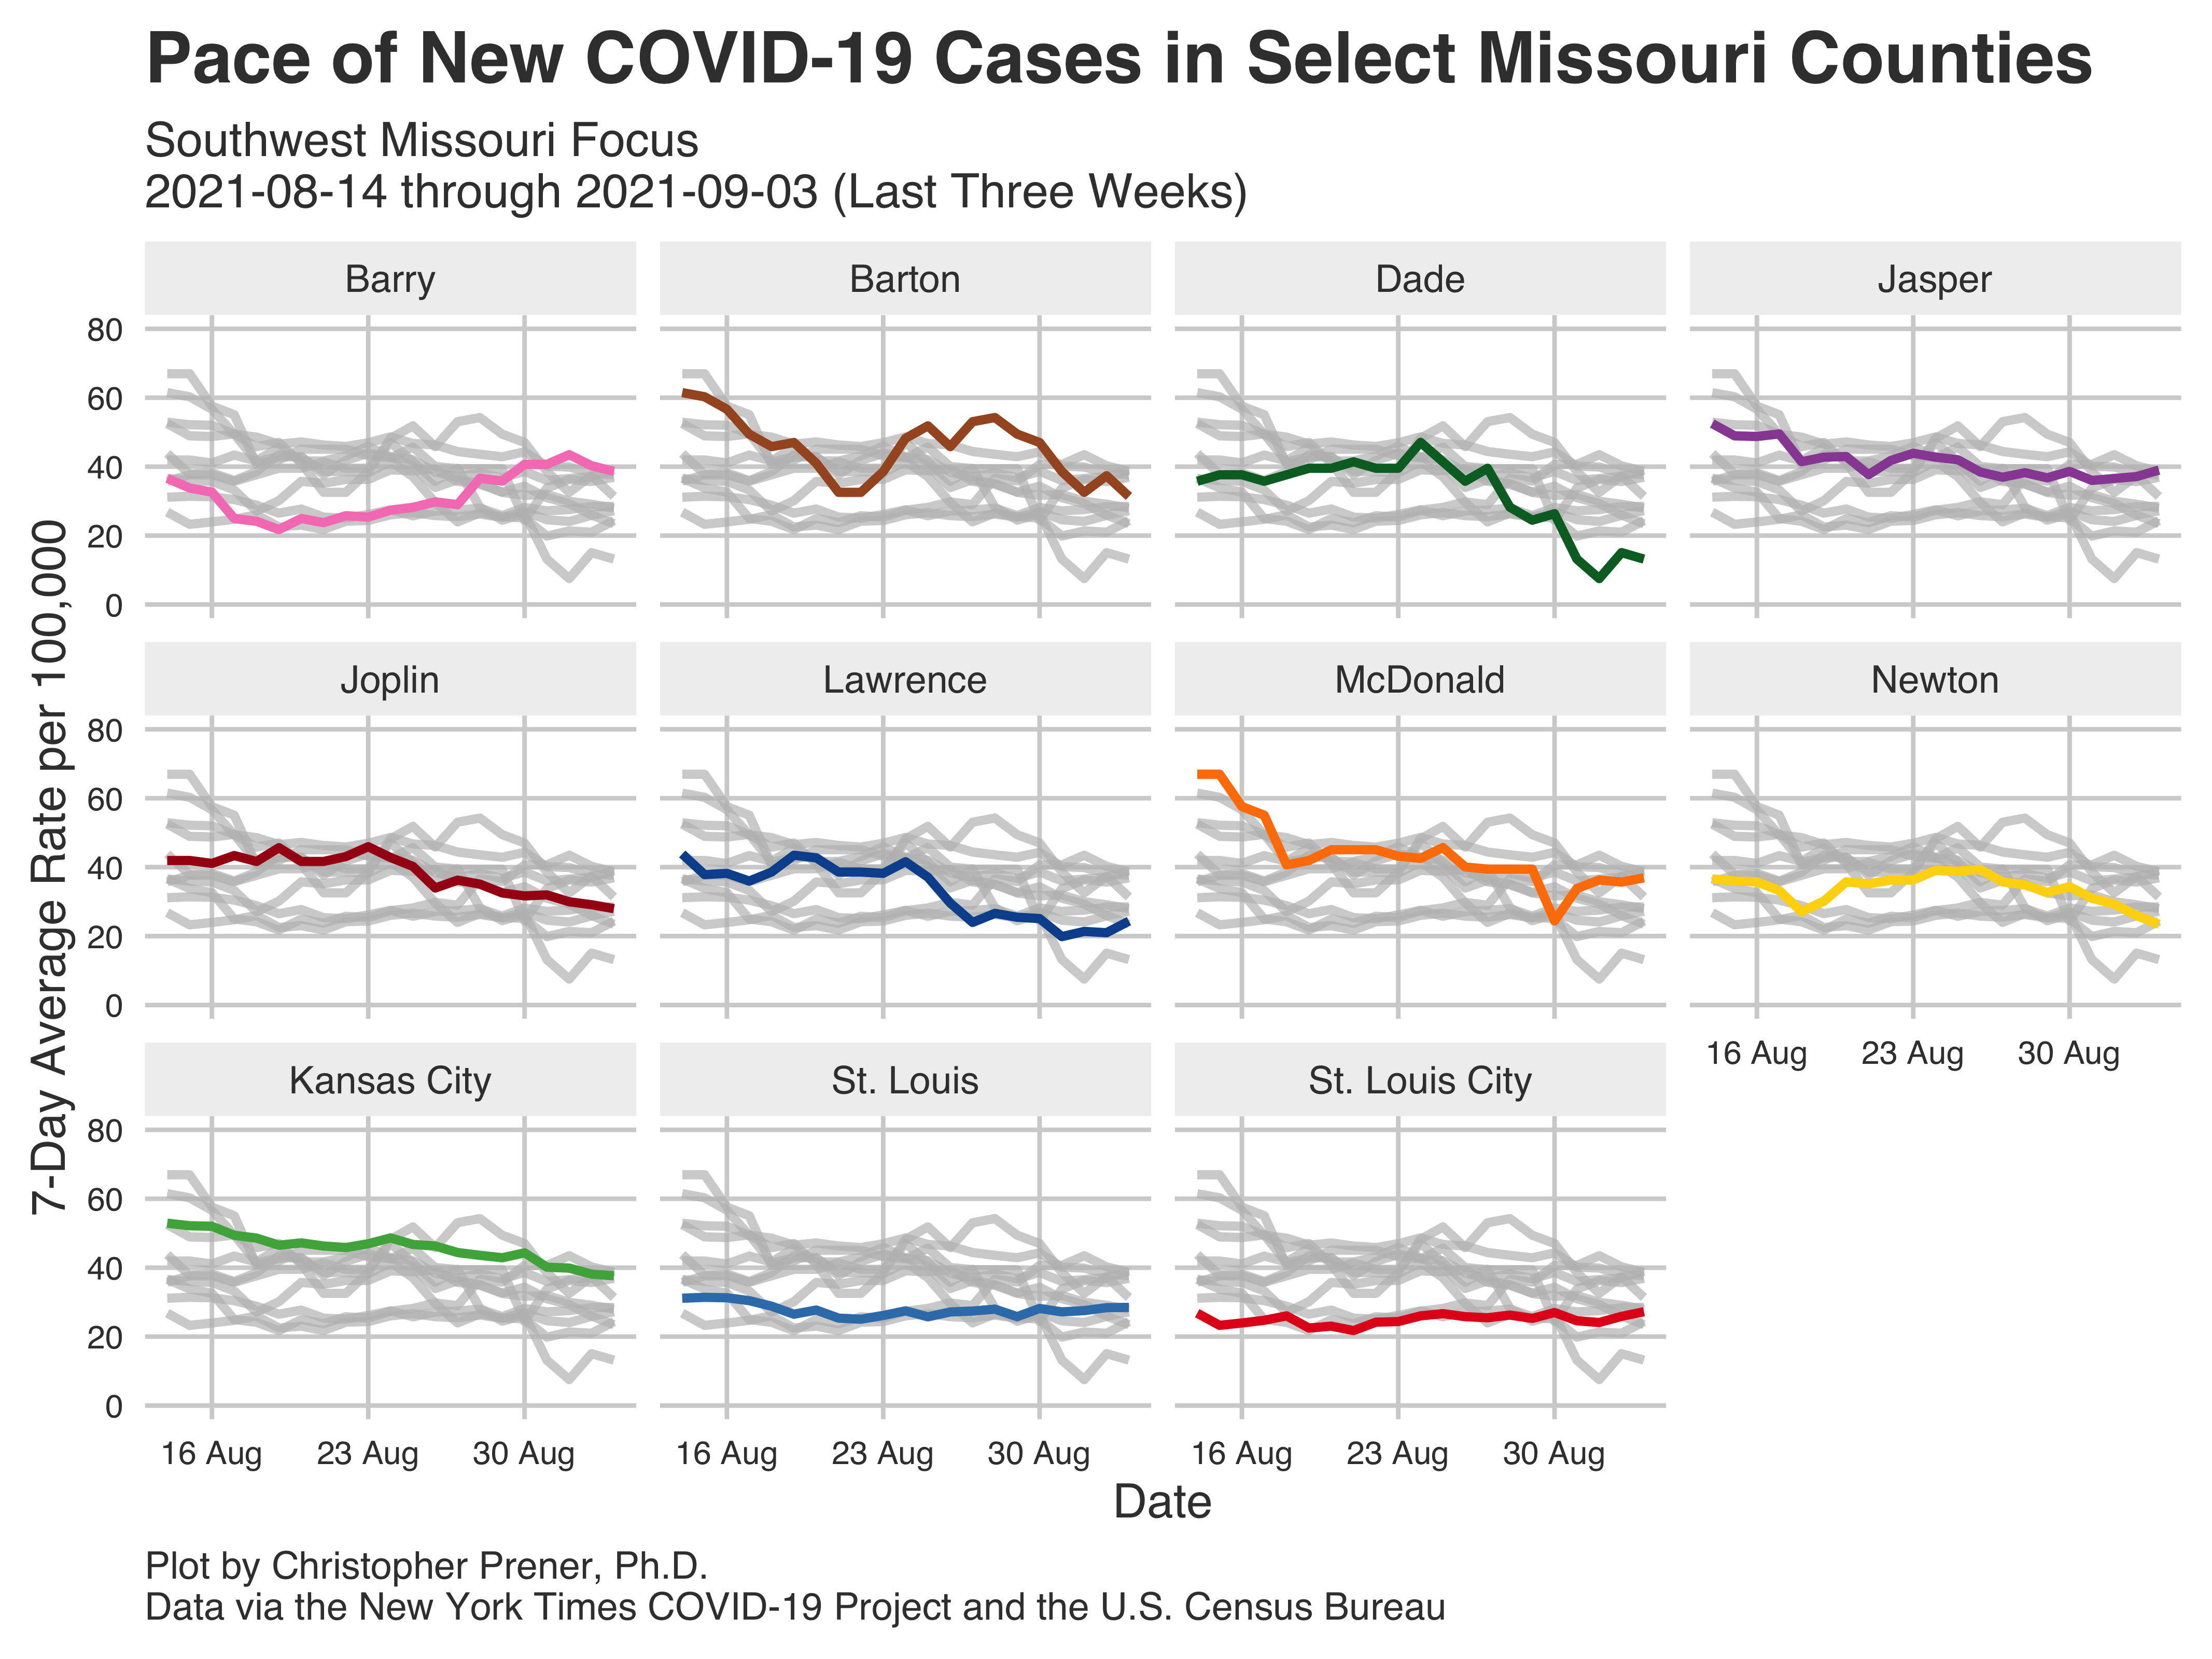 Pace of New COVID-19 Cases in Select Missouri Counties
Southwest Missouri Focus
2021-08-14 through 2021-09-03 (Last Three Weeks)
7-Day Average Rate per 100,000
Barry
Barton
Dade
Jasper
80
60
40
20
0
Joplin
Lawrence
McDonald
Newton
80
60
40
20
0
16 Aug
23 Aug
30 Aug
Kansas City
St. Louis
St. Louis City
80
60
40
20
0
16 Aug
23 Aug
30 Aug
16 Aug
23 Aug
30 Aug
16 Aug
23 Aug
30 Aug
Date
Plot by Christopher Prener, Ph.D.
Data via the New York Times COVID-19 Project and the U.S. Census Bureau